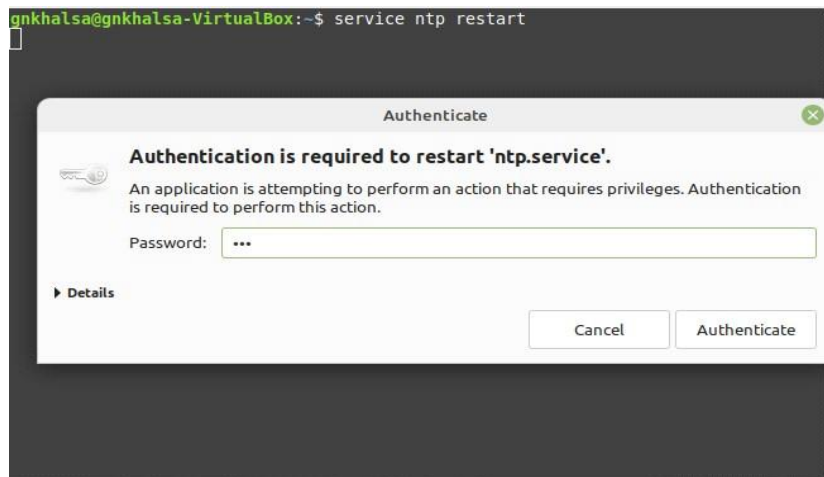 gnkhalsa@gnkhalsa-VirtualBox:~$ service ntp restart
Authenticate
Authentication is required to restart 'ntp.service'.
An application is attempting to perform an action that requires privileges. Authentication
is required to perform this action.
Password: •••
Details
Cancel Authenticate